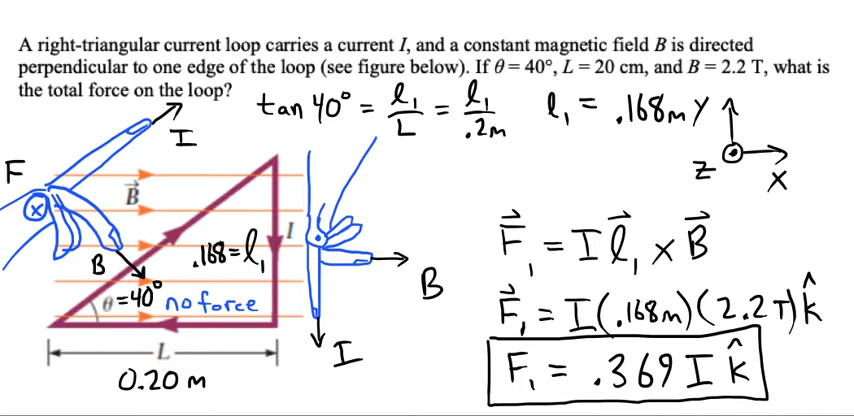 A right-triangular current loop carries a current I, and a constant magnetic field B is directed
perpendicular to one edge of the loop (see figure below). If θ = 40°, L = 20 cm, and B = 2.2 T, what is
the total force on the loop?
tan 40° = l₁/L = l₁/.2m
l₁ = .168m
y
z
x
I
F
x
B⃗
B
.168 = l₁
I
θ = 40°
no force
L
0.20 m
B
I
F⃗₁ = I l⃗₁ × B⃗
F⃗₁ = I(.168m)(2.2T) k̂
F₁ = .369 I k̂